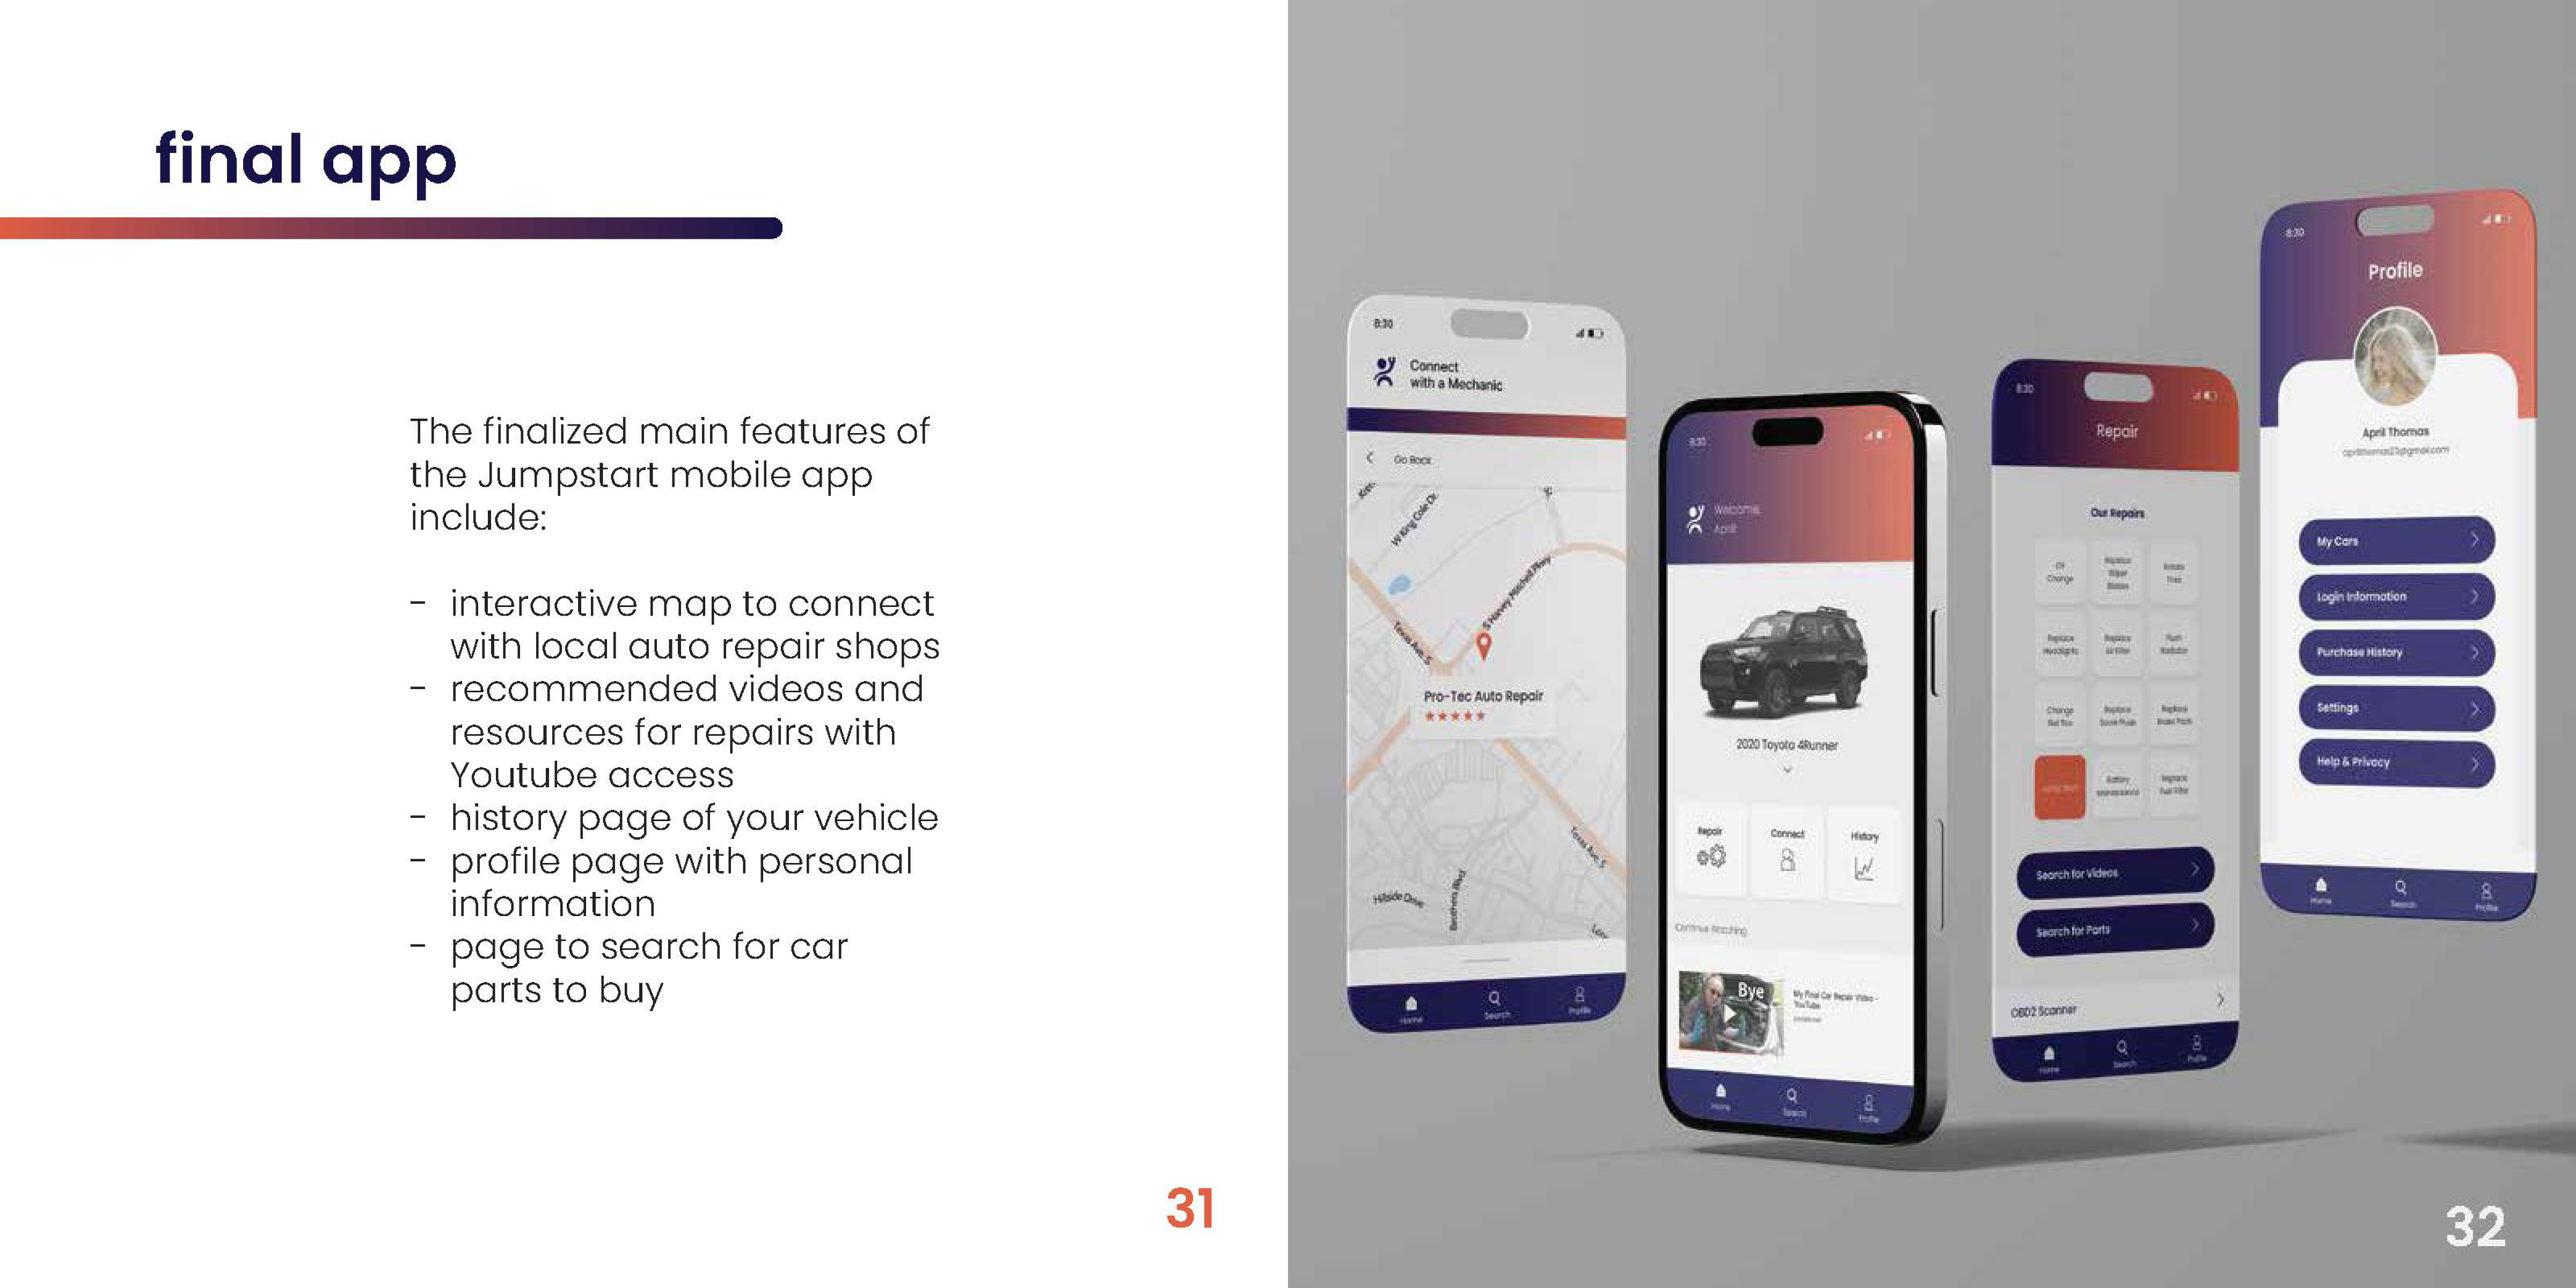 final app
The finalized main features of
the Jumpstart mobile app
include:
- interactive map to connect
with local auto repair shops
- recommended videos and
resources for repairs with
Youtube access
- history page of your vehicle
- profile page with personal
information
- page to search for car
parts to buy
31
8:30
Connect
with a Mechanic
Go Back
W King Cole Dr.
S Harvey Mitchell Pkwy
Texas Ave. S
Pro-Tec Auto Repair
Texas Ave. S
Hillside Drive
Brothers Blvd
Home
Search
Profile
8:30
Welcome,
April
2020 Toyota 4Runner
Repair
Connect
History
Continue Watching
Bye
My Final Car Repair Video -
YouTube
Home
Search
Profile
8:30
Repair
Our Repairs
Oil
Change
Replace
Wiper
Blades
Rotate
Tires
Replace
Headlights
Replace
Air Filter
Flush
Radiator
Change
Flat Tire
Replace
Spark Plugs
Replace
Brake Pads
Jump Start
Battery
Maintenance
Replace
Fuel Filter
Search for Videos
Search for Parts
OBD2 Scanner
Home
Search
Profile
8:30
Profile
April Thomas
aprilthomas23@gmail.com
My Cars
Login Information
Purchase History
Settings
Help & Privacy
Home
Search
Profile
32